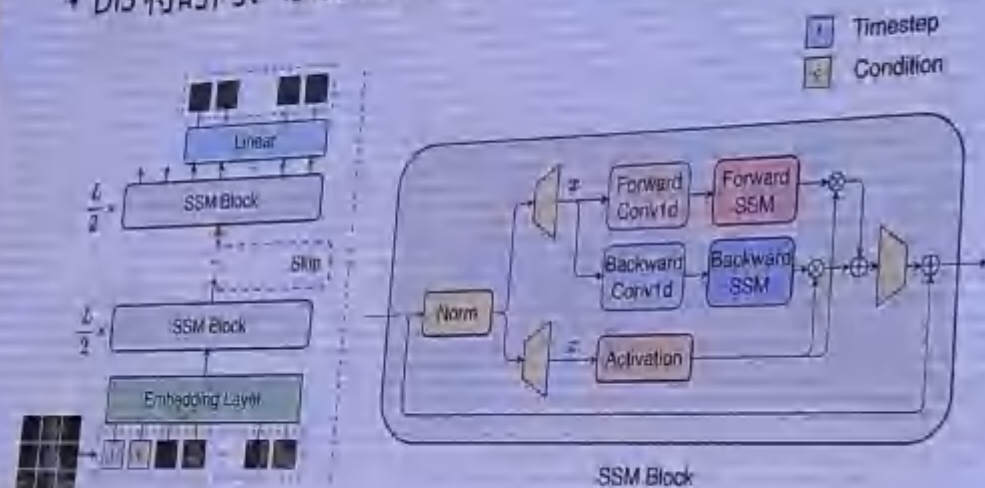 Timestep
Condition
Linear
L/2 ×
SSM Block
Skip
L/2 ×
SSM Block
Embedding Layer
Norm
x
Forward
Conv1d
Forward
SSM
Backward
Conv1d
Backward
SSM
z
Activation
SSM Block